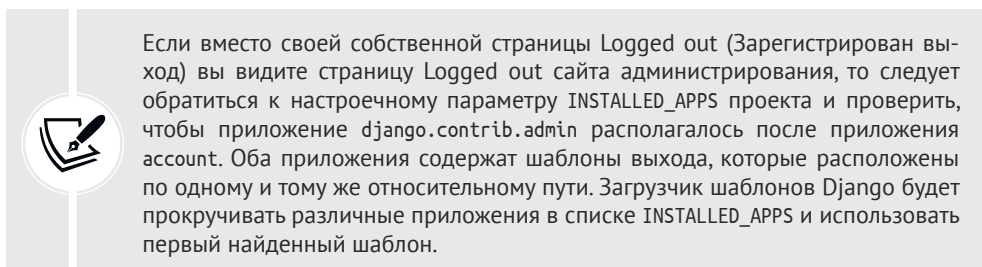 Если вместо своей собственной страницы Logged out (Зарегистрирован вы-
ход) вы видите страницу Logged out сайта администрирования, то следует
обратиться к настроечному параметру INSTALLED_APPS проекта и проверить,
чтобы приложение django.contrib.admin располагалось после приложения
account. Оба приложения содержат шаблоны выхода, которые расположены
по одному и тому же относительному пути. Загрузчик шаблонов Django будет
прокручивать различные приложения в списке INSTALLED_APPS и использовать
первый найденный шаблон.